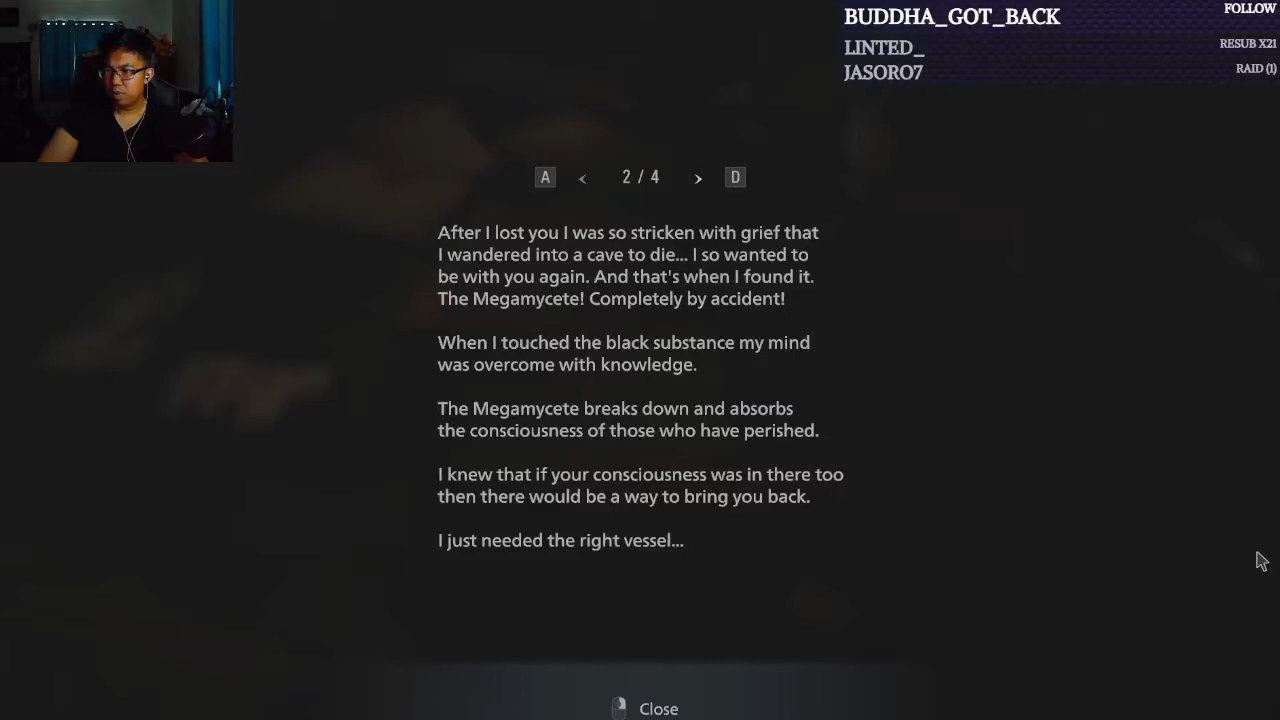 BUDDHA_GOT_BACK
FOLLOW
LINTED_
RESUB X21
JASORO7
RAID (1)
A < 2 / 4 > D
After I lost you I was so stricken with grief that
I wandered into a cave to die... I so wanted to
be with you again. And that's when I found it.
The Megamycete! Completely by accident!
When I touched the black substance my mind
was overcome with knowledge.
The Megamycete breaks down and absorbs
the consciousness of those who have perished.
I knew that if your consciousness was in there too
then there would be a way to bring you back.
I just needed the right vessel...
Close